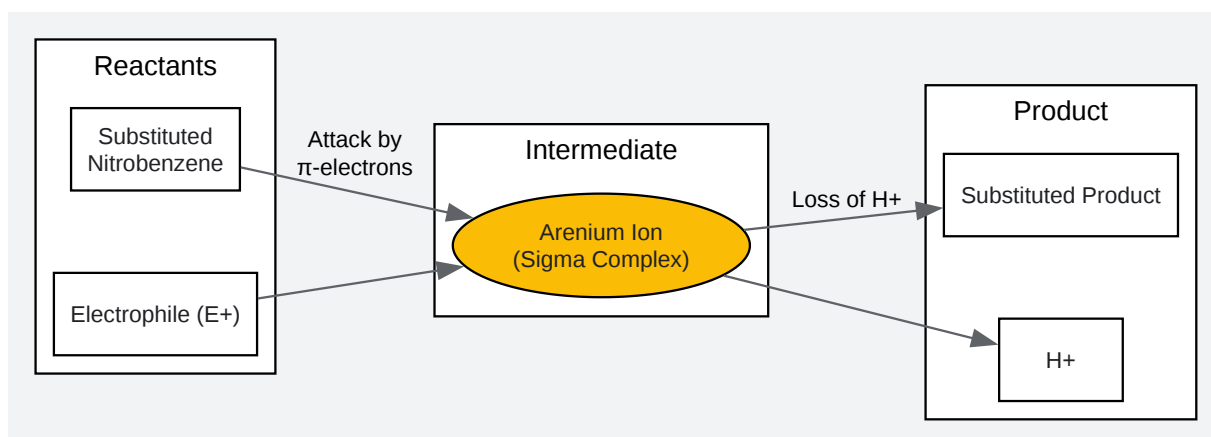 Reactants
Substituted
Nitrobenzene
Electrophile (E+)
Attack by
π-electrons
Intermediate
Arenium Ion
(Sigma Complex)
Loss of H+
Product
Substituted Product
H+